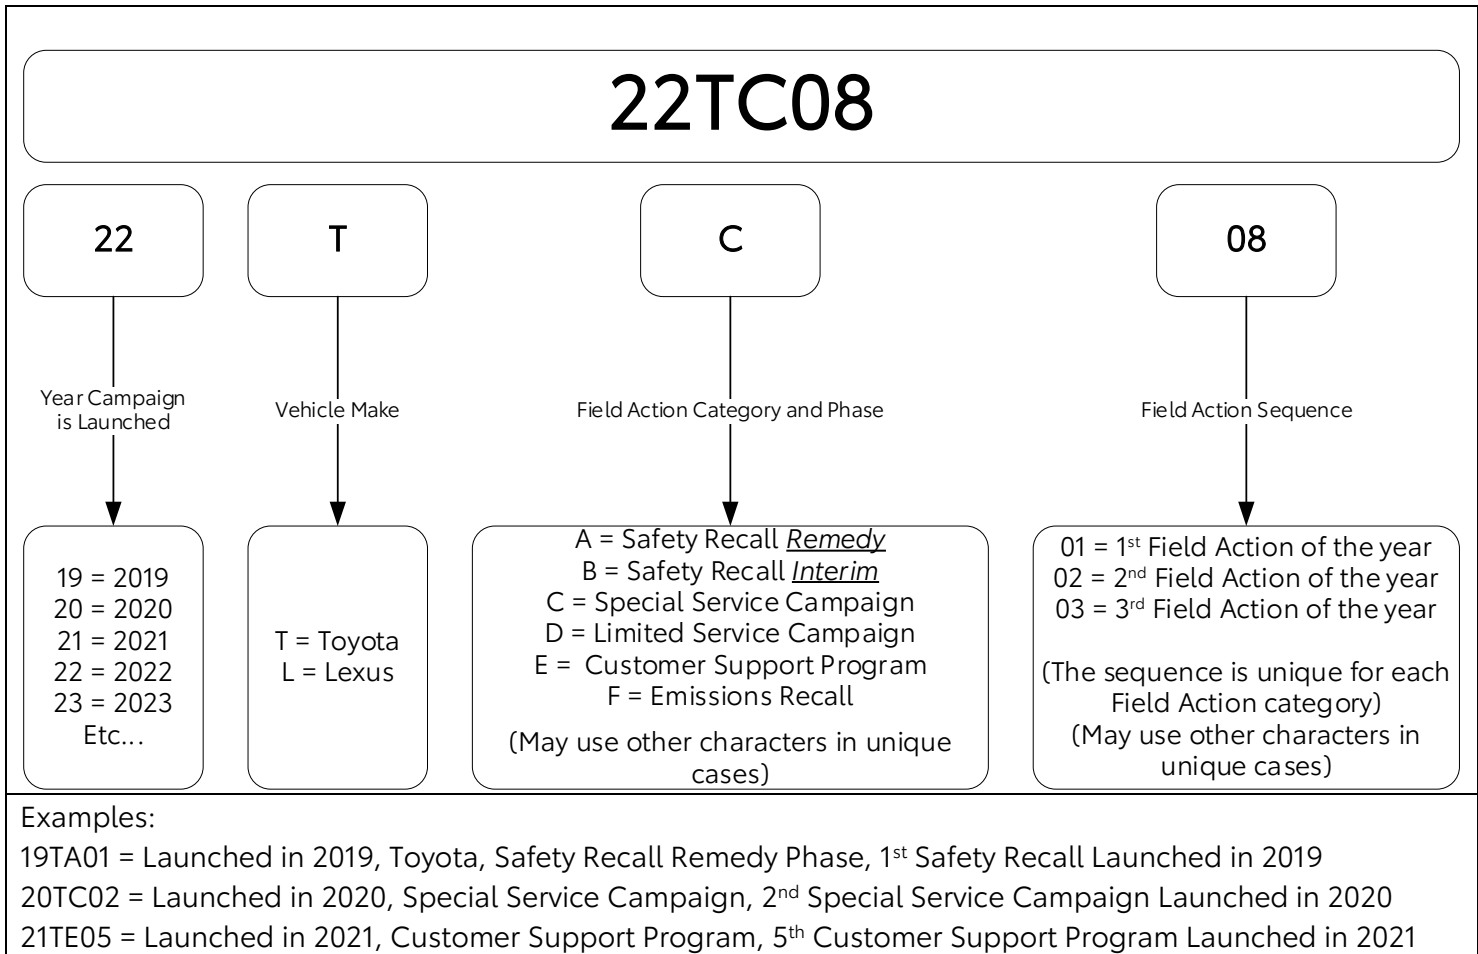 22TC08
22
T
C
08
Year Campaign
is Launched
Vehicle Make
Field Action Category and Phase
Field Action Sequence
19 = 2019
20 = 2020
21 = 2021
22 = 2022
23 = 2023
Etc...
T = Toyota
L = Lexus
A = Safety Recall Remedy
B = Safety Recall Interim
C = Special Service Campaign
D = Limited Service Campaign
E =  Customer Support Program
F = Emissions Recall
(May use other characters in unique
cases)
01 = 1st Field Action of the year
02 = 2nd Field Action of the year
03 = 3rd Field Action of the year
(The sequence is unique for each
Field Action category)
(May use other characters in
unique cases)
Examples:
19TA01 = Launched in 2019, Toyota, Safety Recall Remedy Phase, 1st Safety Recall Launched in 2019
20TC02 = Launched in 2020, Special Service Campaign, 2nd Special Service Campaign Launched in 2020
21TE05 = Launched in 2021, Customer Support Program, 5th Customer Support Program Launched in 2021